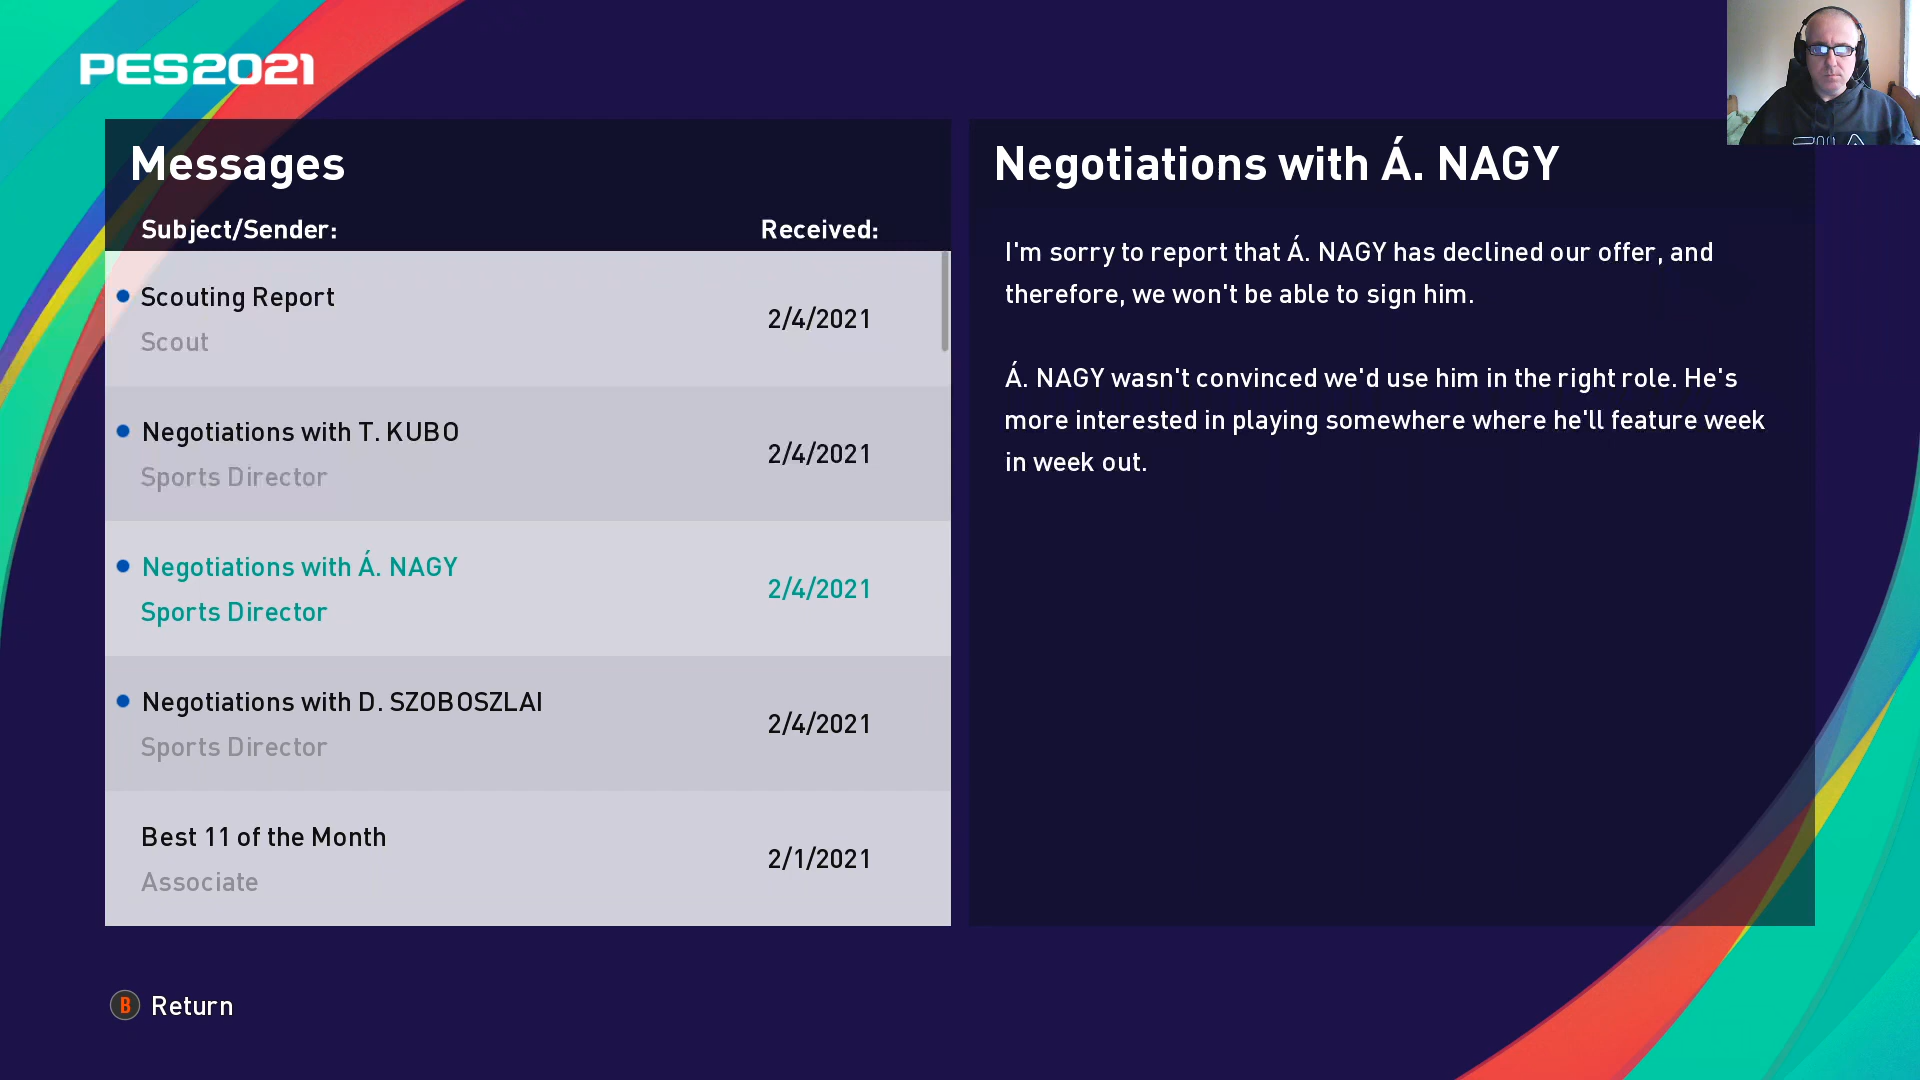 PES2021
Messages
Subject/Sender:
Received:
Scouting Report
Scout
2/4/2021
Negotiations with T. KUBO
Sports Director
2/4/2021
Negotiations with Á. NAGY
Sports Director
2/4/2021
Negotiations with D. SZOBOSZLAI
Sports Director
2/4/2021
Best 11 of the Month
Associate
2/1/2021
Negotiations with Á. NAGY
I'm sorry to report that Á. NAGY has declined our offer, and
therefore, we won't be able to sign him.
Á. NAGY wasn't convinced we'd use him in the right role. He's
more interested in playing somewhere where he'll feature week
in week out.
B Return